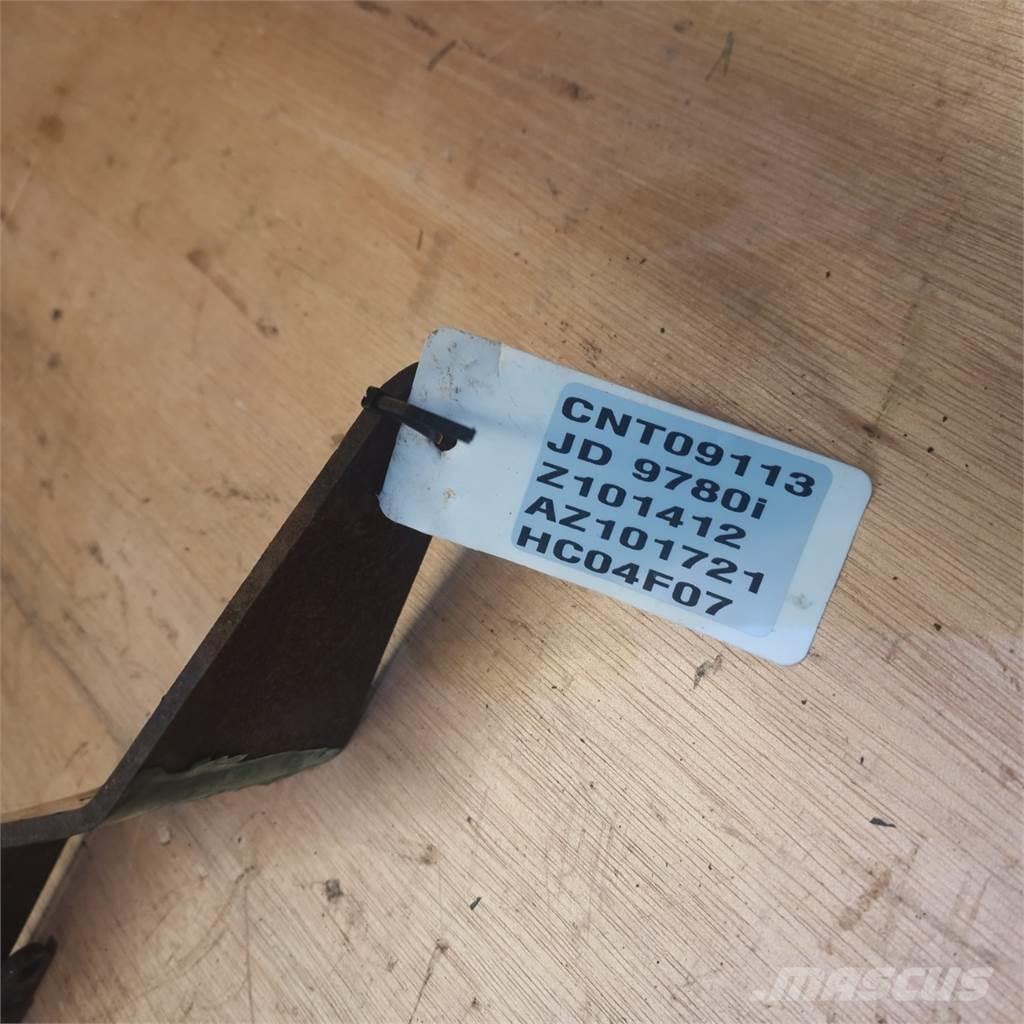 CNT09113
JD 9780i
Z101412
AZ101721
HC04F07
MASCUS